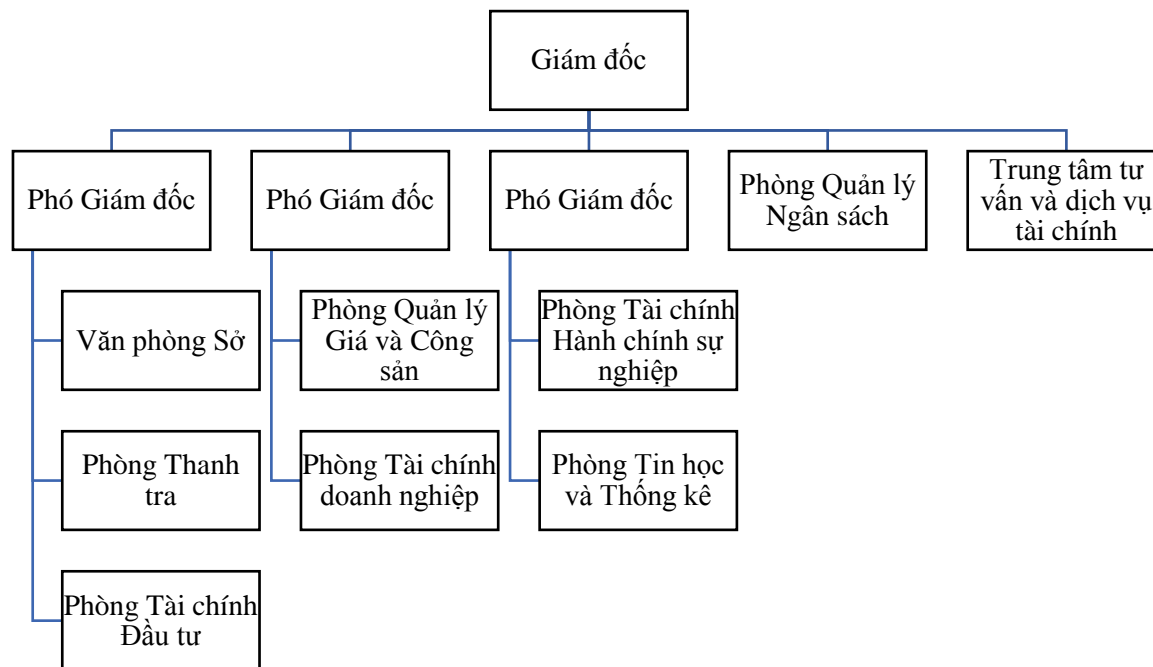 Giám đốc
Phó Giám đốc
Phó Giám đốc
Phó Giám đốc
Phòng Quản lý
Ngân sách
Trung tâm tư
vấn và dịch vụ
tài chính
Văn phòng Sở
Phòng Thanh
tra
Phòng Tài chính
Đầu tư
Phòng Quản lý
Giá và Công
sản
Phòng Tài chính
doanh nghiệp
Phòng Tài chính
Hành chính sự
nghiệp
Phòng Tin học
và Thống kê